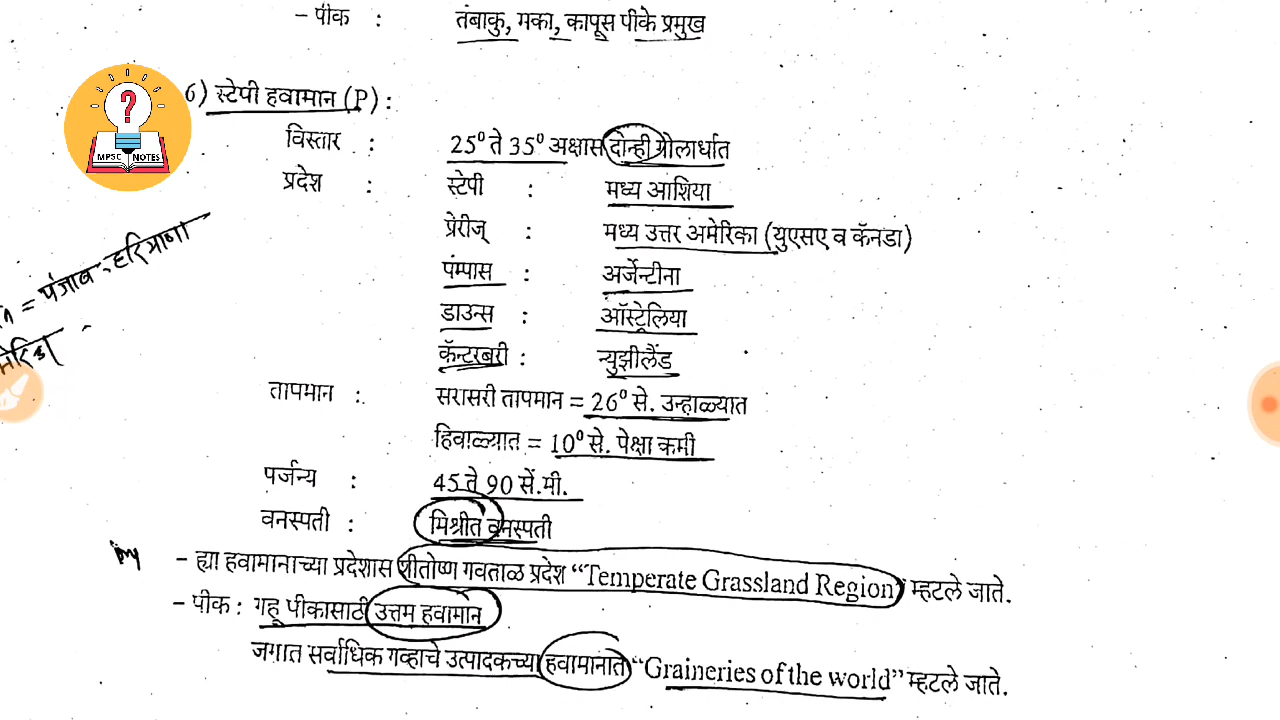 - पीक : तंबाकु, मका, कापूस पीके प्रमुख
6) स्टेपी हवामान (P) :
विस्तार : 25° ते 35° अक्षास दोन्ही गोलार्धात
प्रदेश : स्टेपी : मध्य आशिया
प्रेरीज् : मध्य उत्तर अमेरिका (युएसए व कॅनडा)
पंम्पास : अर्जेन्टीना
डाउन्स : ऑस्ट्रेलिया
कॅन्टरबरी : न्युझीलैंड
तापमान : सरासरी तापमान = 26° से. उन्हाळ्यात
हिवाळ्यात = 10° से. पेक्षा कमी
पर्जन्य : 45 ते 90 सें.मी.
वनस्पती : मिश्रीत वनस्पती
- ह्या हवामानाच्या प्रदेशास शीतोष्ण गवताळ प्रदेश “Temperate Grassland Region” म्हटले जाते.
- पीक : गहू पीकासाठी उत्तम हवामान
जगात सर्वाधिक गव्हाचे उत्पादकच्या हवामानात “Graineries of the world” म्हटले जाते.
MPSC NOTES
= पंजाब, हरियाणा